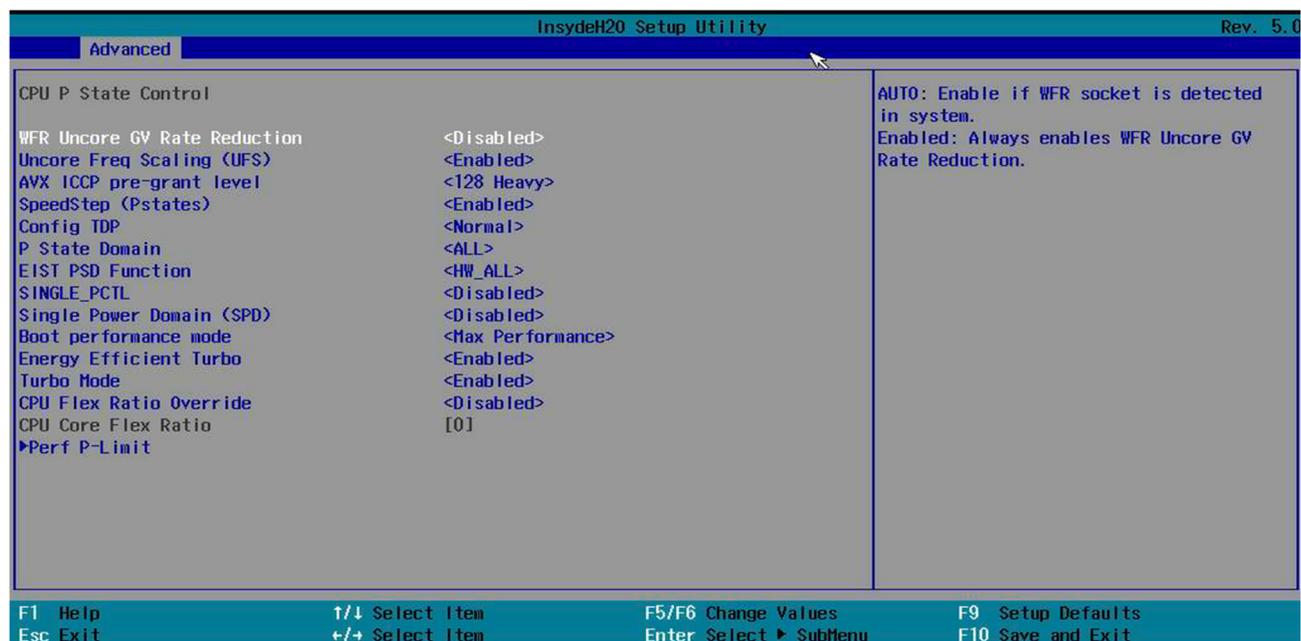 InsydeH20 Setup Utility Rev. 5.0
Advanced
CPU P State Control
AUTO: Enable if WFR socket is detected
in system.
Enabled: Always enables WFR Uncore GV
Rate Reduction.
WFR Uncore GV Rate Reduction <Disabled>
Uncore Freq Scaling (UFS) <Enabled>
AVX ICCP pre-grant level <128 Heavy>
SpeedStep (Pstates) <Enabled>
Config TDP <Normal>
P State Domain <ALL>
EIST PSD Function <HW_ALL>
SINGLE_PCTL <Disabled>
Single Power Domain (SPD) <Disabled>
Boot performance mode <Max Performance>
Energy Efficient Turbo <Enabled>
Turbo Mode <Enabled>
CPU Flex Ratio Override <Disabled>
CPU Core Flex Ratio [0]
▶Perf P-Limit
F1 Help ↑/↓ Select Item F5/F6 Change Values F9 Setup Defaults
Esc Exit ←/→ Select Item Enter Select ▶ SubMenu F10 Save and Exit